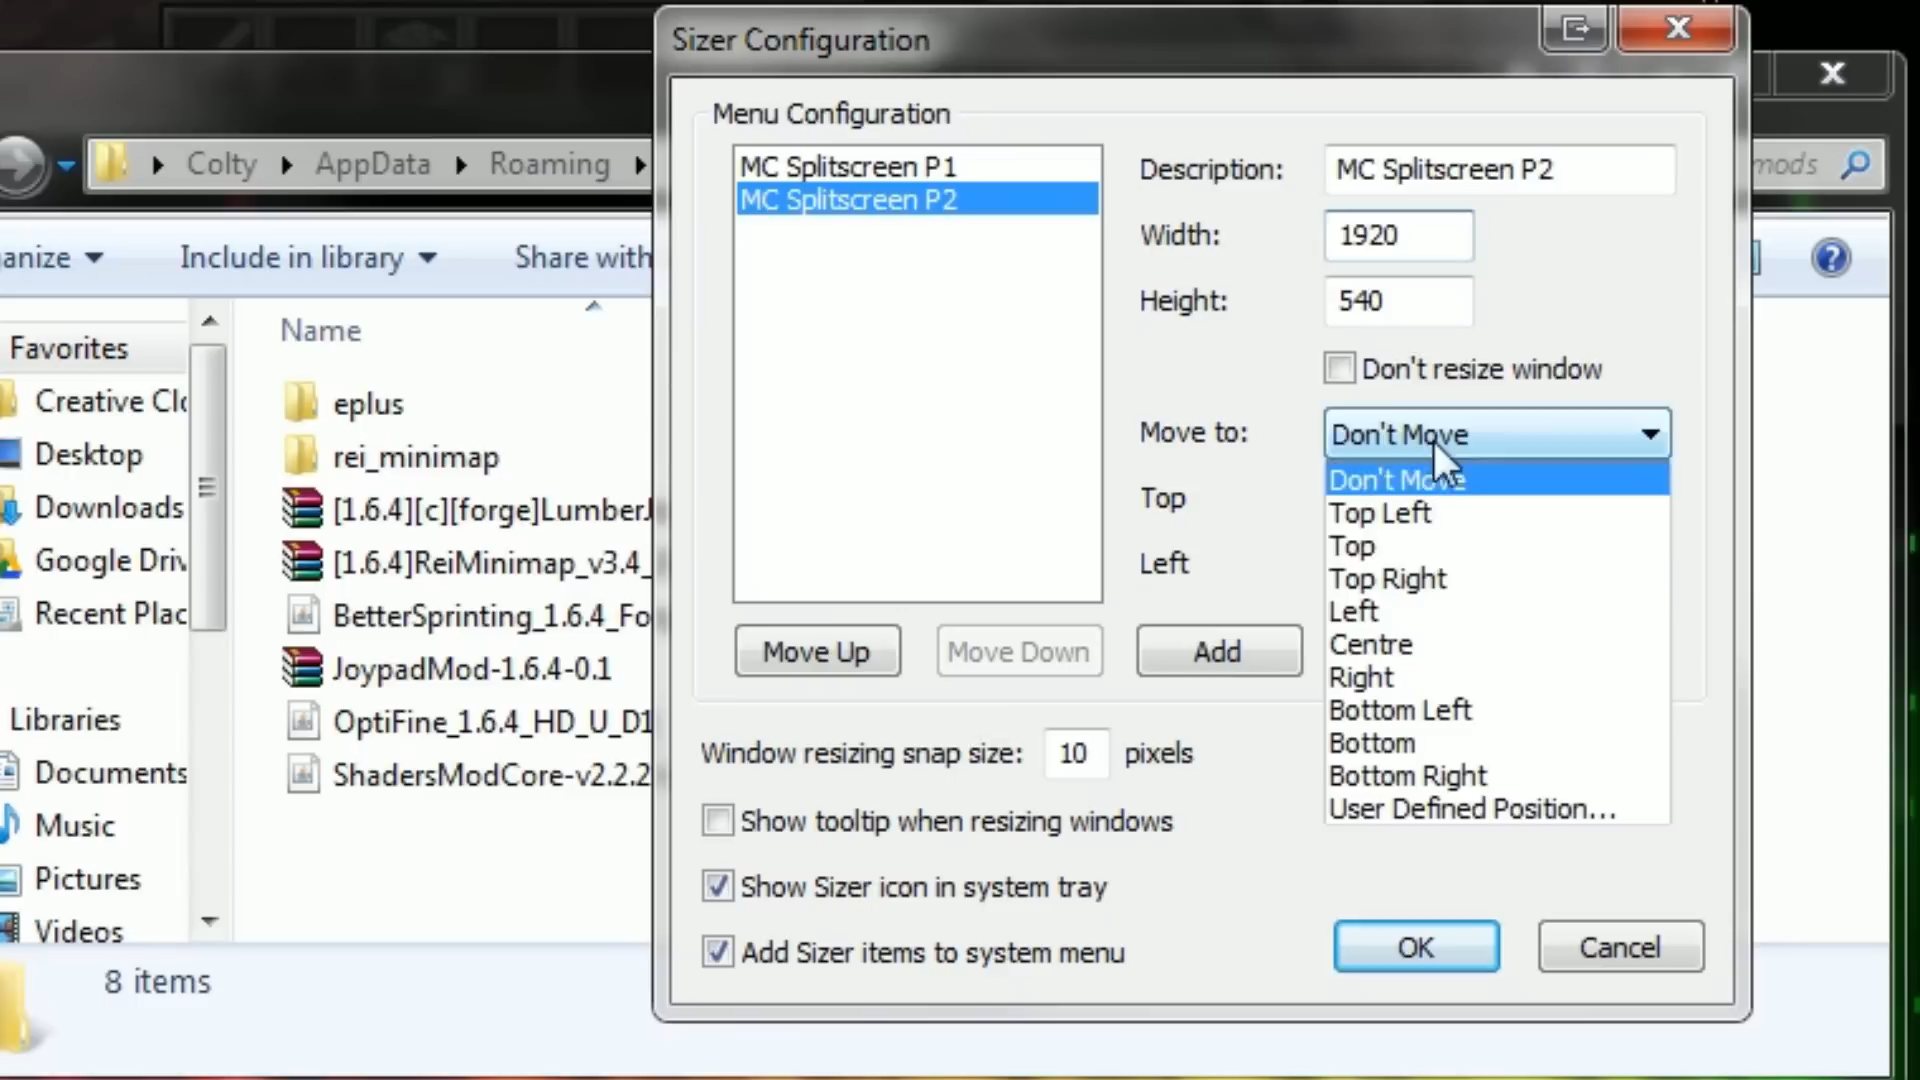 Sizer Configuration
Colty
AppData
Roaming
mods
anize
Include in library
Share with
Favorites
Creative Clo
Desktop
Downloads
Google Driv
Recent Plac
Libraries
Documents
Music
Pictures
Videos
8 items
Name
eplus
rei_minimap
[1.6.4][c][forge]LumberJ
[1.6.4]ReiMinimap_v3.4_
BetterSprinting_1.6.4_Fo
JoypadMod-1.6.4-0.1
OptiFine_1.6.4_HD_U_D1
ShadersModCore-v2.2.2
Menu Configuration
MC Splitscreen P1
MC Splitscreen P2
Description:
MC Splitscreen P2
Width:
1920
Height:
540
Don't resize window
Move to:
Don't Move
Don't Move
Top Left
Top
Top Right
Left
Centre
Right
Bottom Left
Bottom
Bottom Right
User Defined Position...
Top
Left
Move Up
Move Down
Add
Window resizing snap size:
10
pixels
Show tooltip when resizing windows
Show Sizer icon in system tray
Add Sizer items to system menu
OK
Cancel